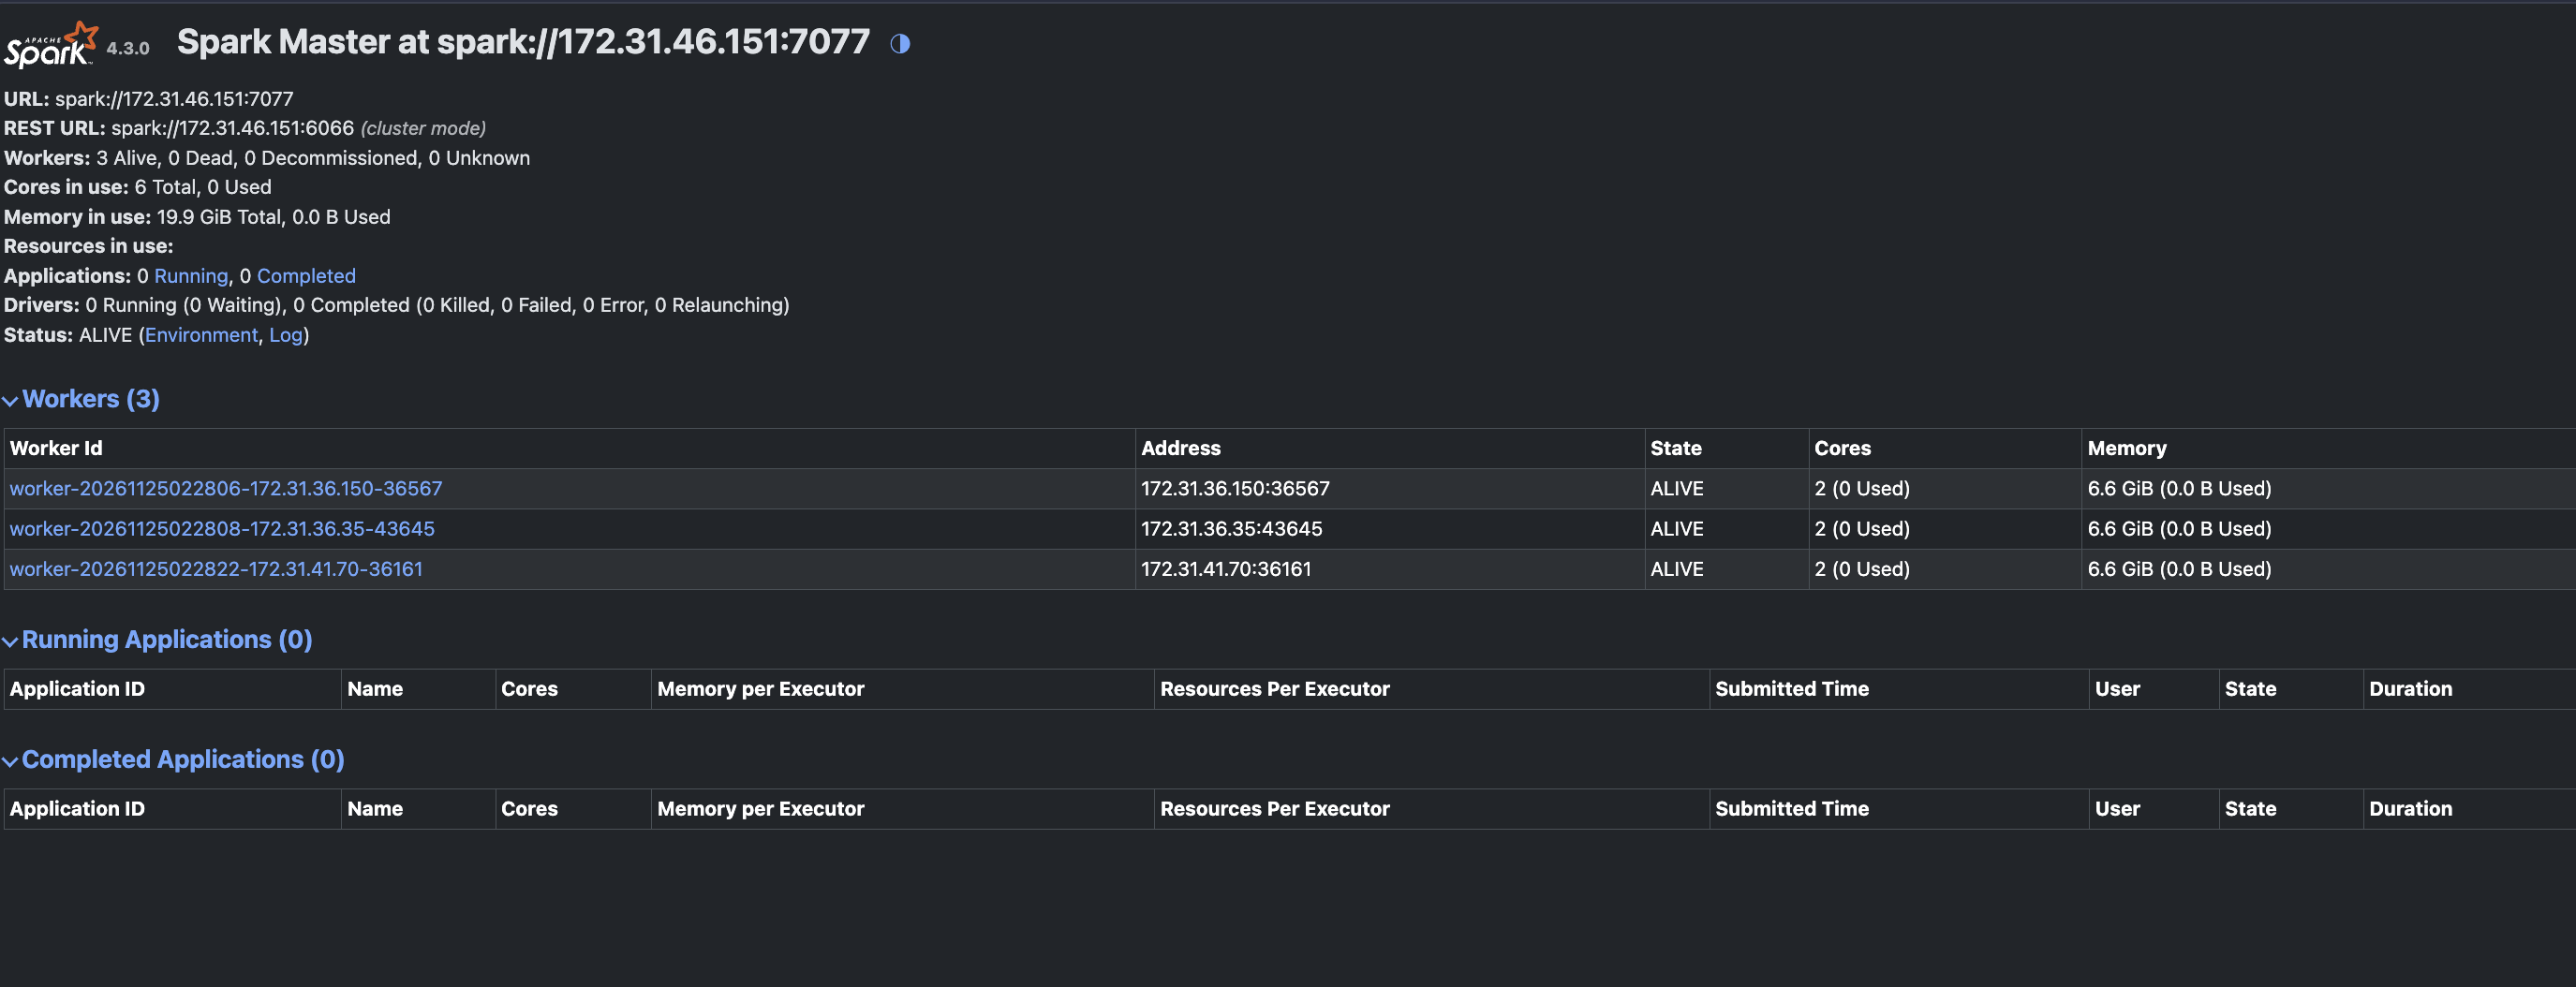 APACHE Spark™ 4.3.0 Spark Master at spark://172.31.46.151:7077
URL: spark://172.31.46.151:7077
REST URL: spark://172.31.46.151:6066 (cluster mode)
Workers: 3 Alive, 0 Dead, 0 Decommissioned, 0 Unknown
Cores in use: 6 Total, 0 Used
Memory in use: 19.9 GiB Total, 0.0 B Used
Resources in use:
Applications: 0 Running, 0 Completed
Drivers: 0 Running (0 Waiting), 0 Completed (0 Killed, 0 Failed, 0 Error, 0 Relaunching)
Status: ALIVE (Environment, Log)
Workers (3)
Worker Id Address State Cores Memory
worker-20261125022806-172.31.36.150-36567 172.31.36.150:36567 ALIVE 2 (0 Used) 6.6 GiB (0.0 B Used)
worker-20261125022808-172.31.36.35-43645 172.31.36.35:43645 ALIVE 2 (0 Used) 6.6 GiB (0.0 B Used)
worker-20261125022822-172.31.41.70-36161 172.31.41.70:36161 ALIVE 2 (0 Used) 6.6 GiB (0.0 B Used)
Running Applications (0)
Application ID Name Cores Memory per Executor Resources Per Executor Submitted Time User State Duration
Completed Applications (0)
Application ID Name Cores Memory per Executor Resources Per Executor Submitted Time User State Duration